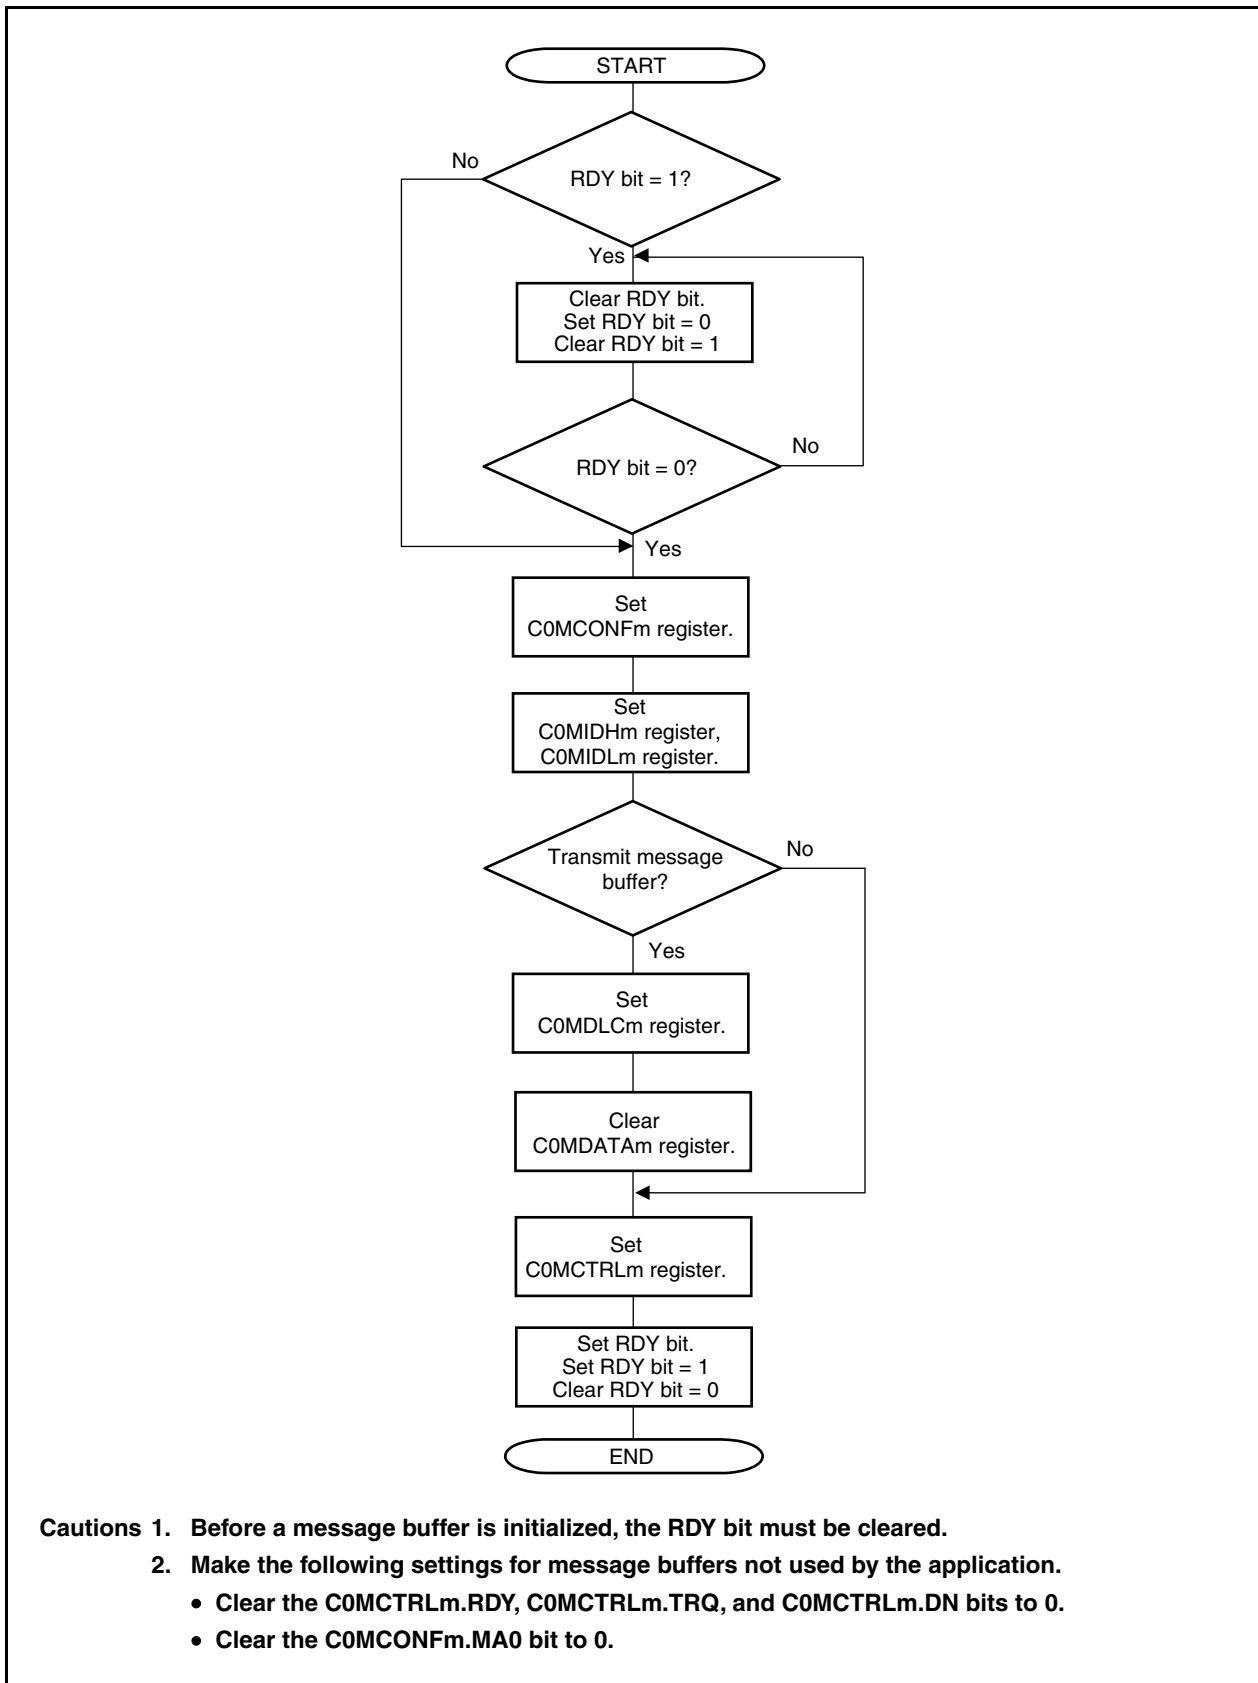 START
No
RDY bit = 1?
Yes
Clear RDY bit.
Set RDY bit = 0
Clear RDY bit = 1
No
RDY bit = 0?
Yes
Set
C0MCONFm register.
Set
C0MIDHm register,
C0MIDLm register.
No
Transmit message
buffer?
Yes
Set
C0MDLCm register.
Clear
C0MDATAm register.
Set
C0MCTRLm register.
Set RDY bit.
Set RDY bit = 1
Clear RDY bit = 0
END
Cautions 1. Before a message buffer is initialized, the RDY bit must be cleared.
2. Make the following settings for message buffers not used by the application.
• Clear the C0MCTRLm.RDY, C0MCTRLm.TRQ, and C0MCTRLm.DN bits to 0.
• Clear the C0MCONFm.MA0 bit to 0.